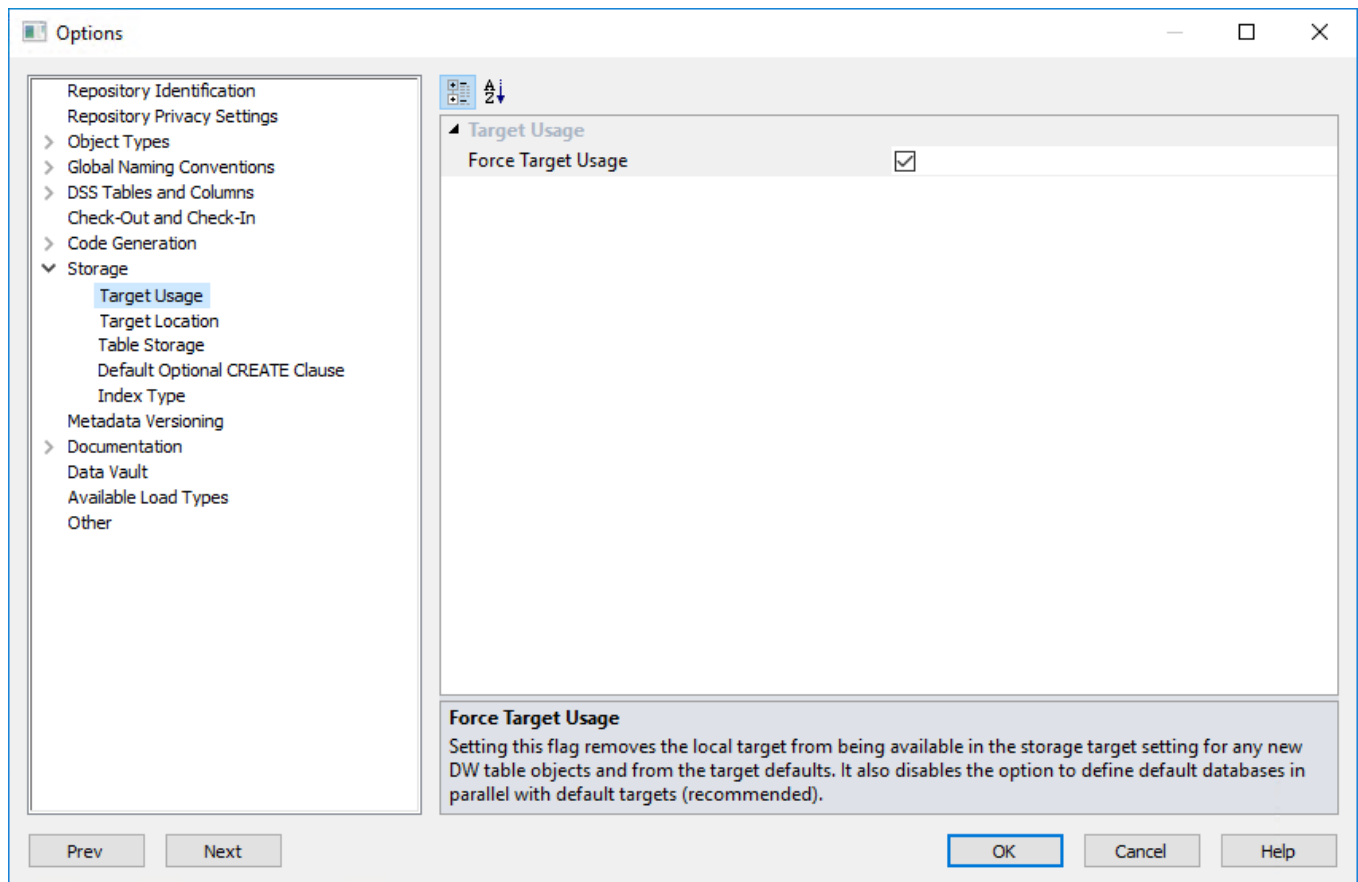 Options
Repository Identification
Repository Privacy Settings
Object Types
Global Naming Conventions
DSS Tables and Columns
Check-Out and Check-In
Code Generation
Storage
Target Usage
Target Location
Table Storage
Default Optional CREATE Clause
Index Type
Metadata Versioning
Documentation
Data Vault
Available Load Types
Other
A
Z
Target Usage
Force Target Usage
Force Target Usage
Setting this flag removes the local target from being available in the storage target setting for any new
DW table objects and from the target defaults. It also disables the option to define default databases in
parallel with default targets (recommended).
Prev
Next
OK
Cancel
Help